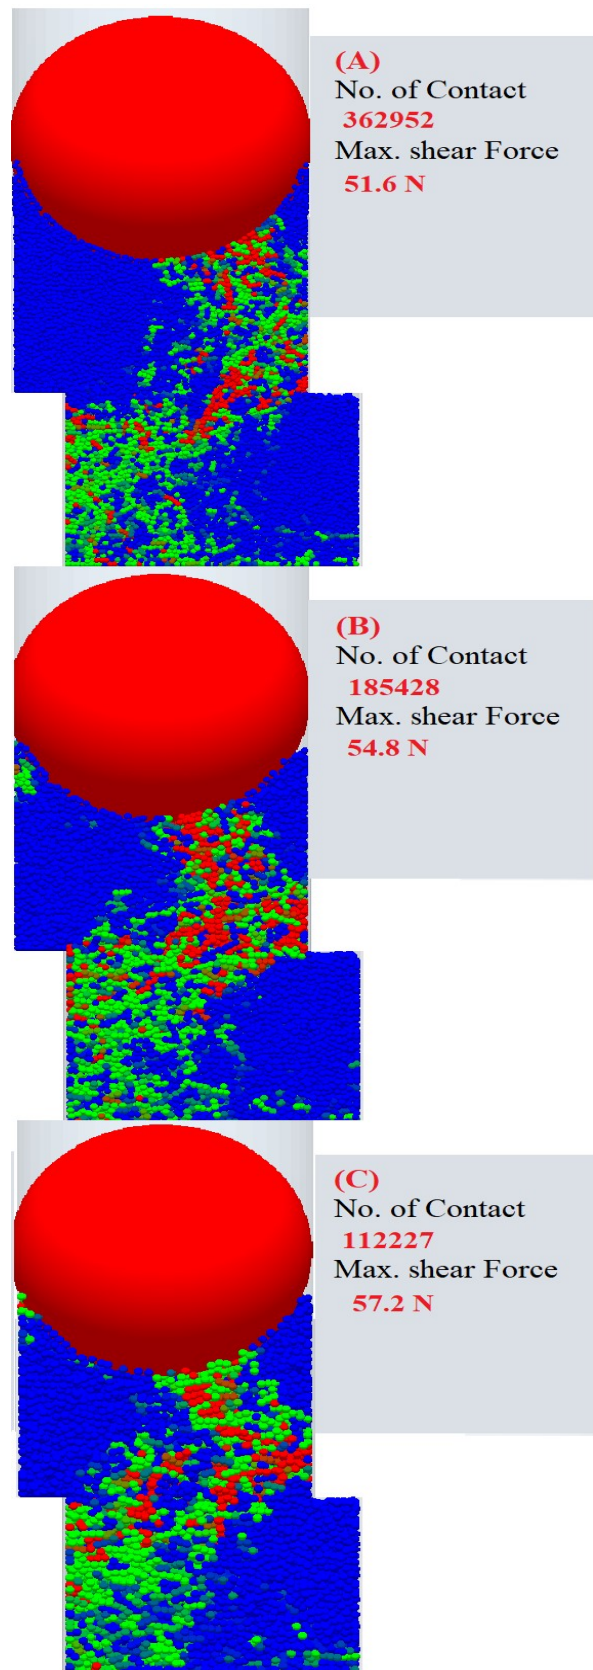 (A)
No. of Contact
362952
Max. shear Force
51.6 N
(B)
No. of Contact
185428
Max. shear Force
54.8 N
(C)
No. of Contact
112227
Max. shear Force
57.2 N